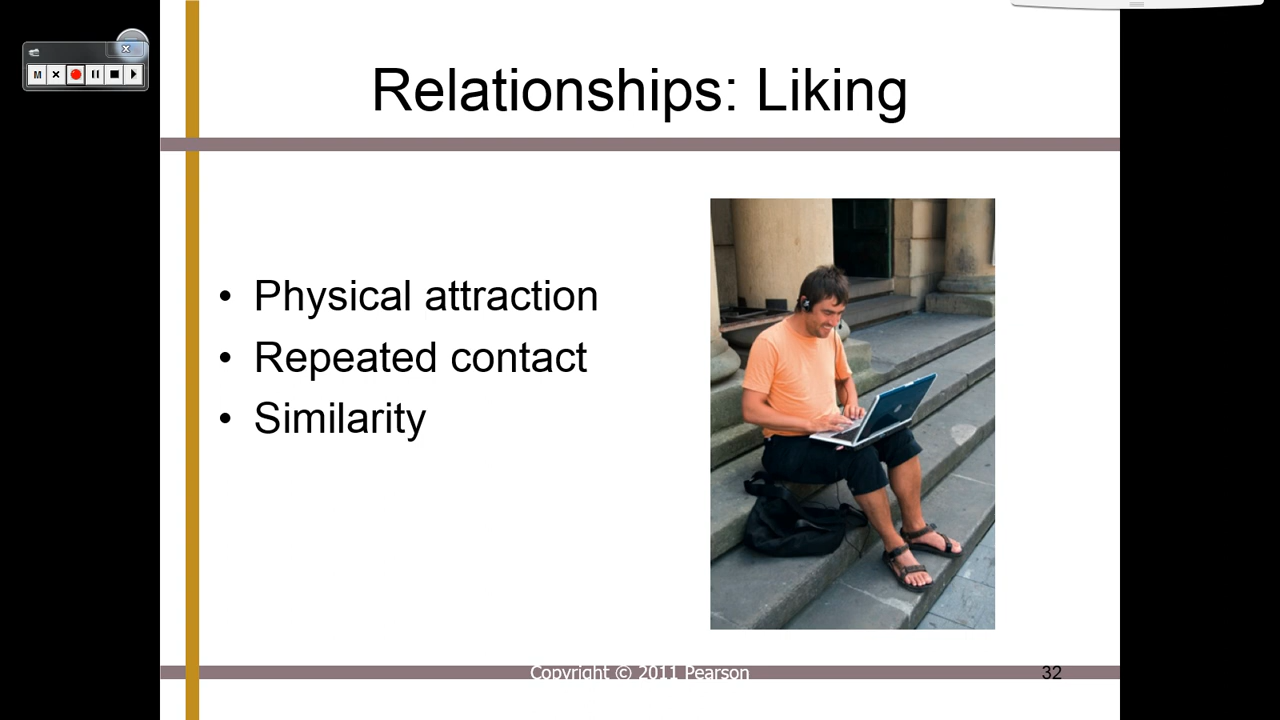 M
x
Relationships: Liking
• Physical attraction
• Repeated contact
• Similarity
Copyright © 2011 Pearson
32